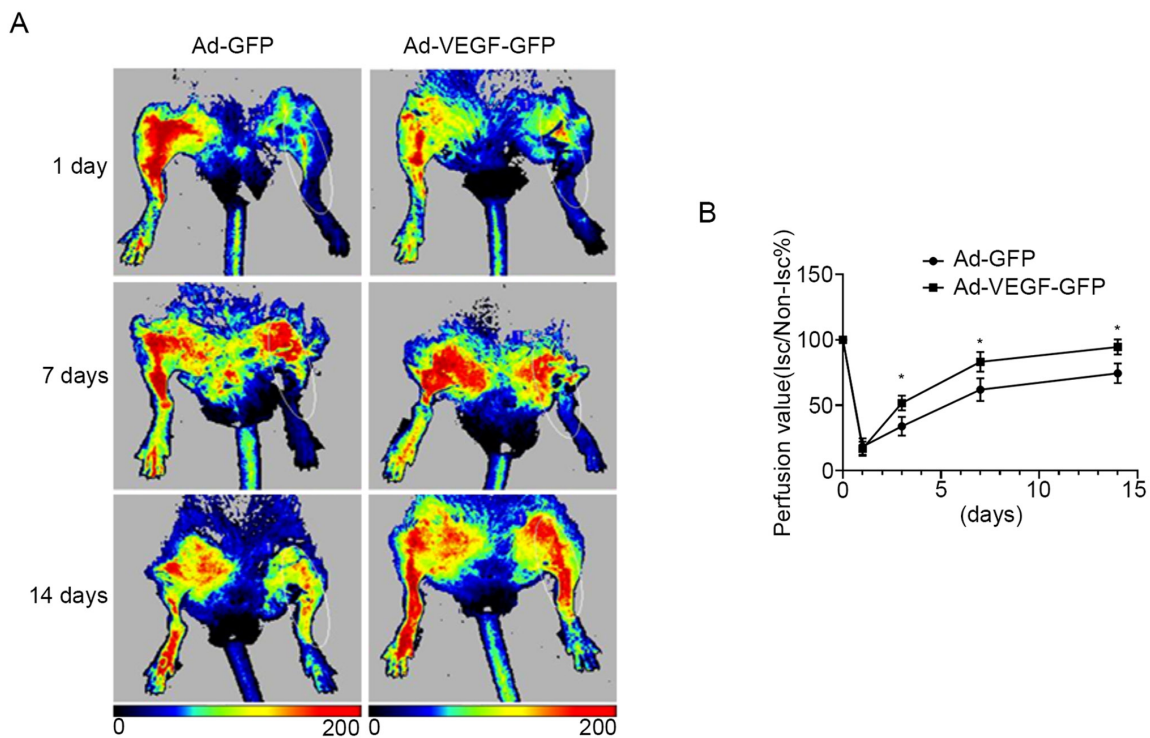 A
Ad-GFP
Ad-VEGF-GFP
1 day
7 days
14 days
0
200
0
200
B
Ad-GFP
Ad-VEGF-GFP
Perfusion value(Isc/Non-Isc%)
150
100
50
0
*
*
*
0
5
10
15
(days)